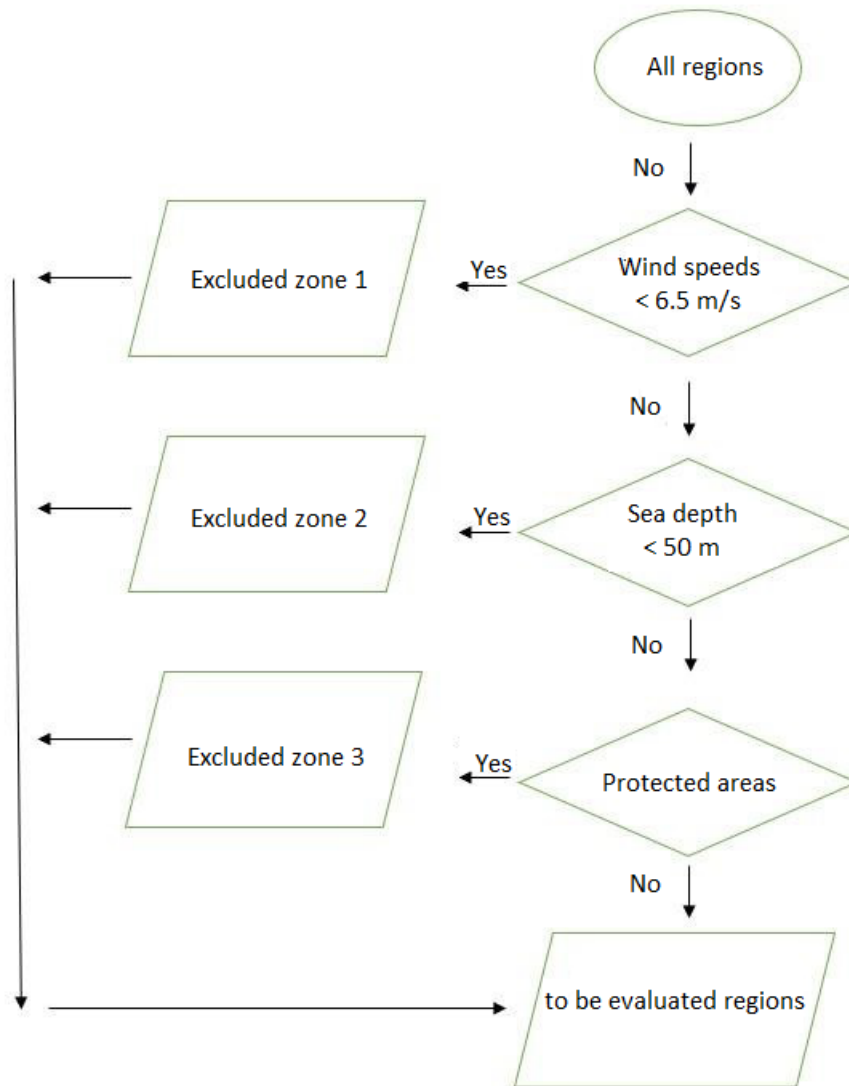 All regions
No
Wind speeds
< 6.5 m/s
Yes
Excluded zone 1
No
Sea depth
< 50 m
Yes
Excluded zone 2
No
Protected areas
Yes
Excluded zone 3
No
to be evaluated regions